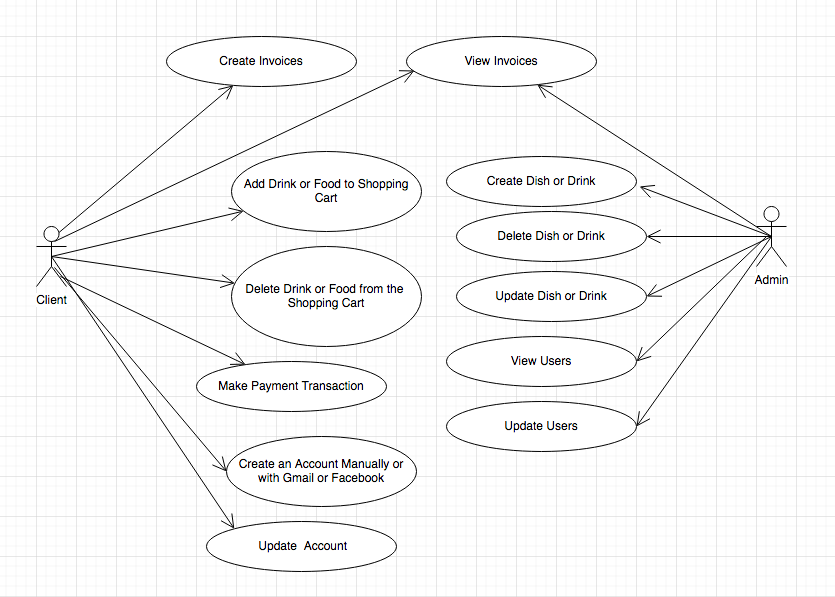 Create Invoices
View Invoices
Add Drink or Food to Shopping
Cart
Create Dish or Drink
Delete Dish or Drink
Client
Admin
Delete Drink or Food from the
Shopping Cart
Update Dish or Drink
View Users
Make Payment Transaction
Update Users
Create an Account Manually or
with Gmail or Facebook
Update  Account